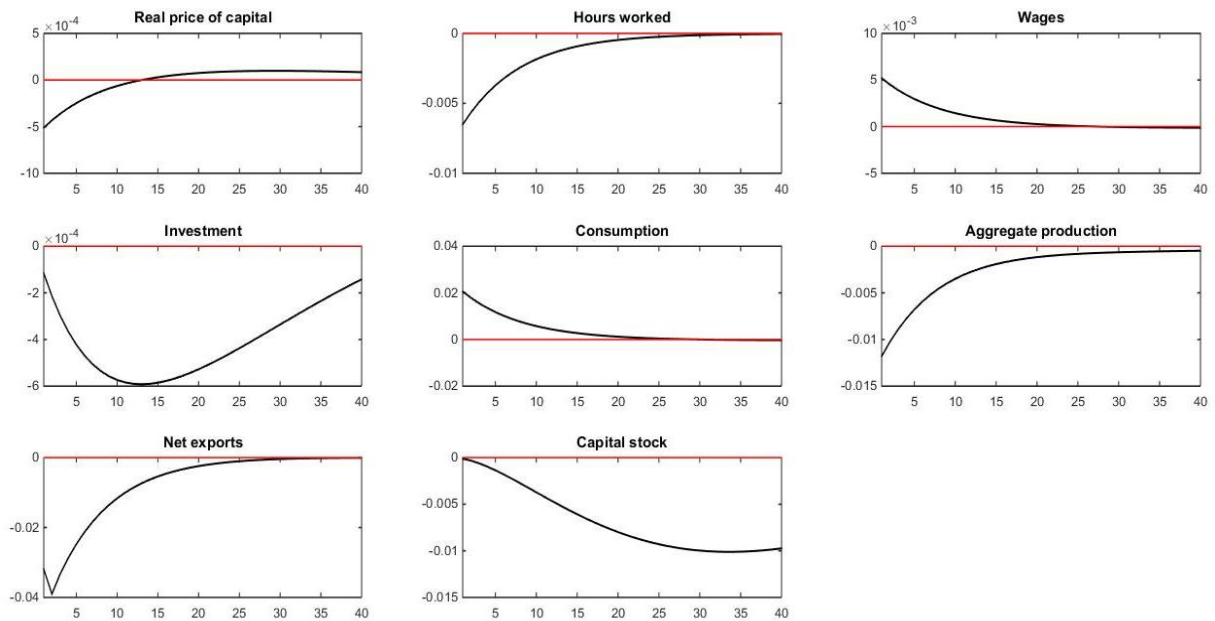 Real price of capital
×10⁻⁴
5
0
-5
-10
5 10 15 20 25 30 35 40
Hours worked
0
-0.005
-0.01
5 10 15 20 25 30 35 40
Wages
×10⁻³
10
5
0
-5
5 10 15 20 25 30 35 40
Investment
×10⁻⁴
0
-2
-4
-6
5 10 15 20 25 30 35 40
Consumption
0.04
0.02
0
-0.02
5 10 15 20 25 30 35 40
Aggregate production
0
-0.005
-0.01
-0.015
5 10 15 20 25 30 35 40
Net exports
0
-0.02
-0.04
5 10 15 20 25 30 35 40
Capital stock
0
-0.005
-0.01
-0.015
5 10 15 20 25 30 35 40